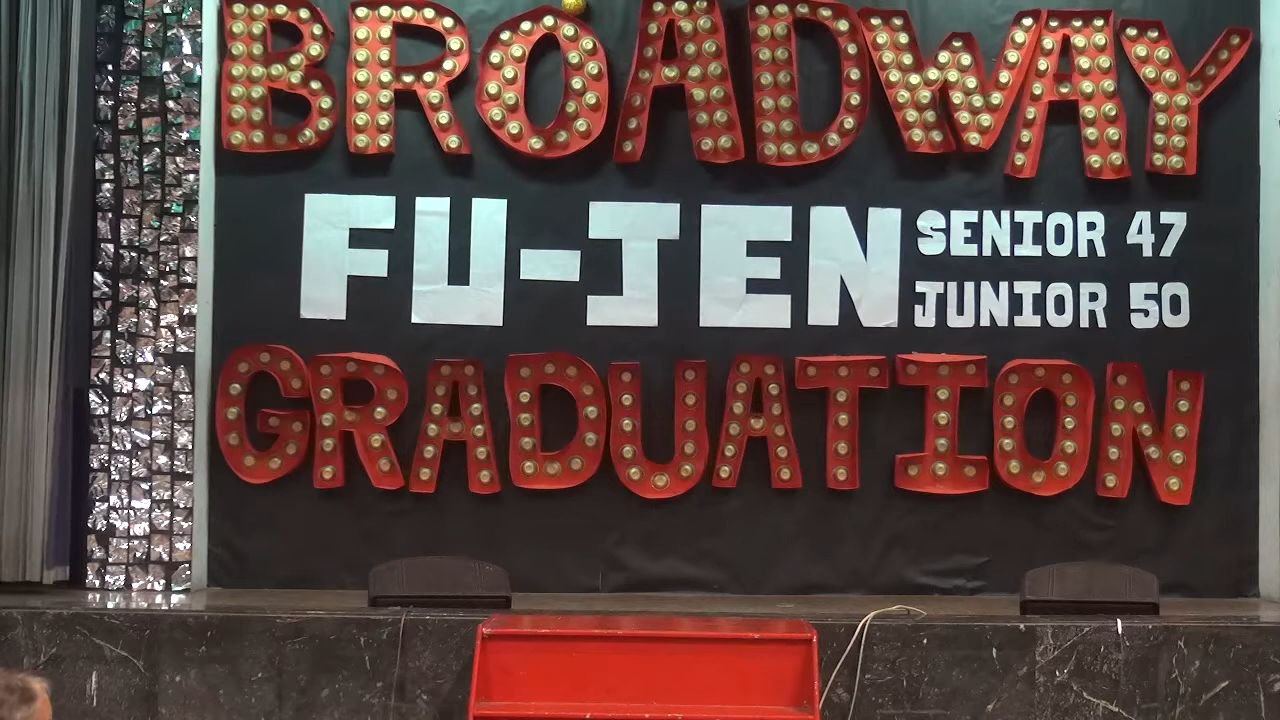 BROADWAY
FU-JEN
SENIOR 47
JUNIOR 50
GRADUATION